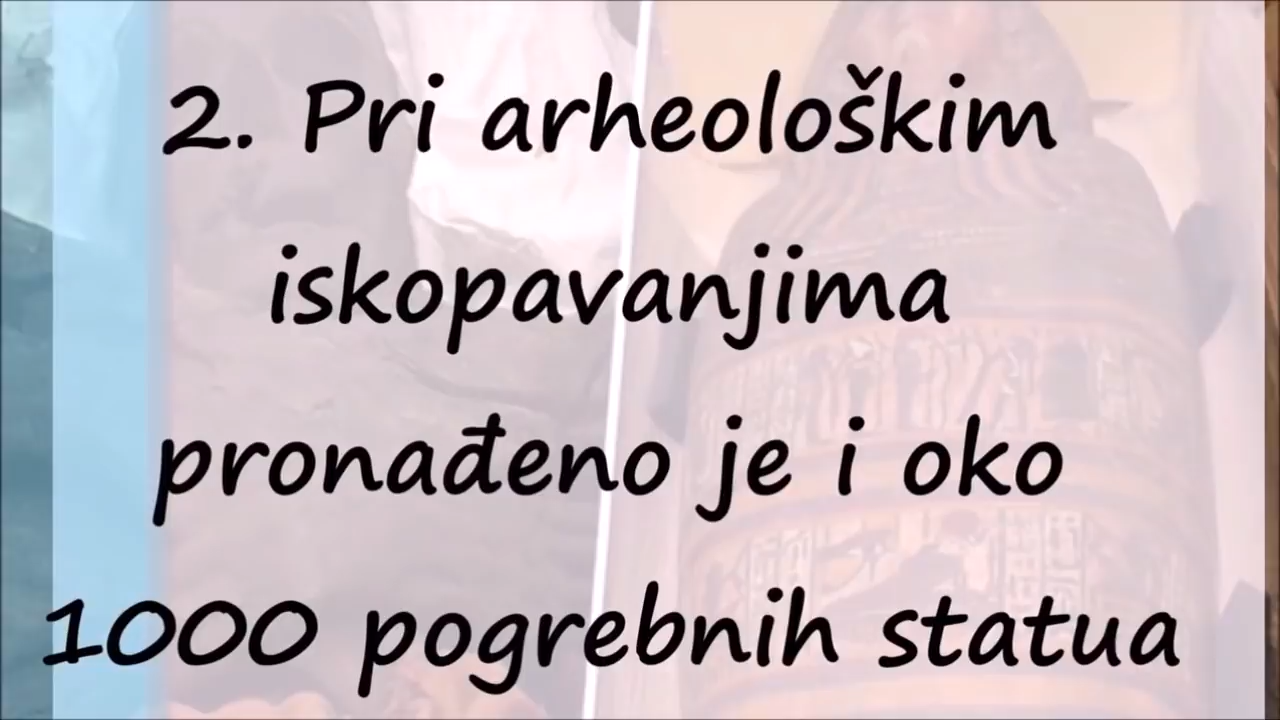 2. Pri arheološkim
iskopavanjima
pronađeno je i oko
1000 pogrebnih statua